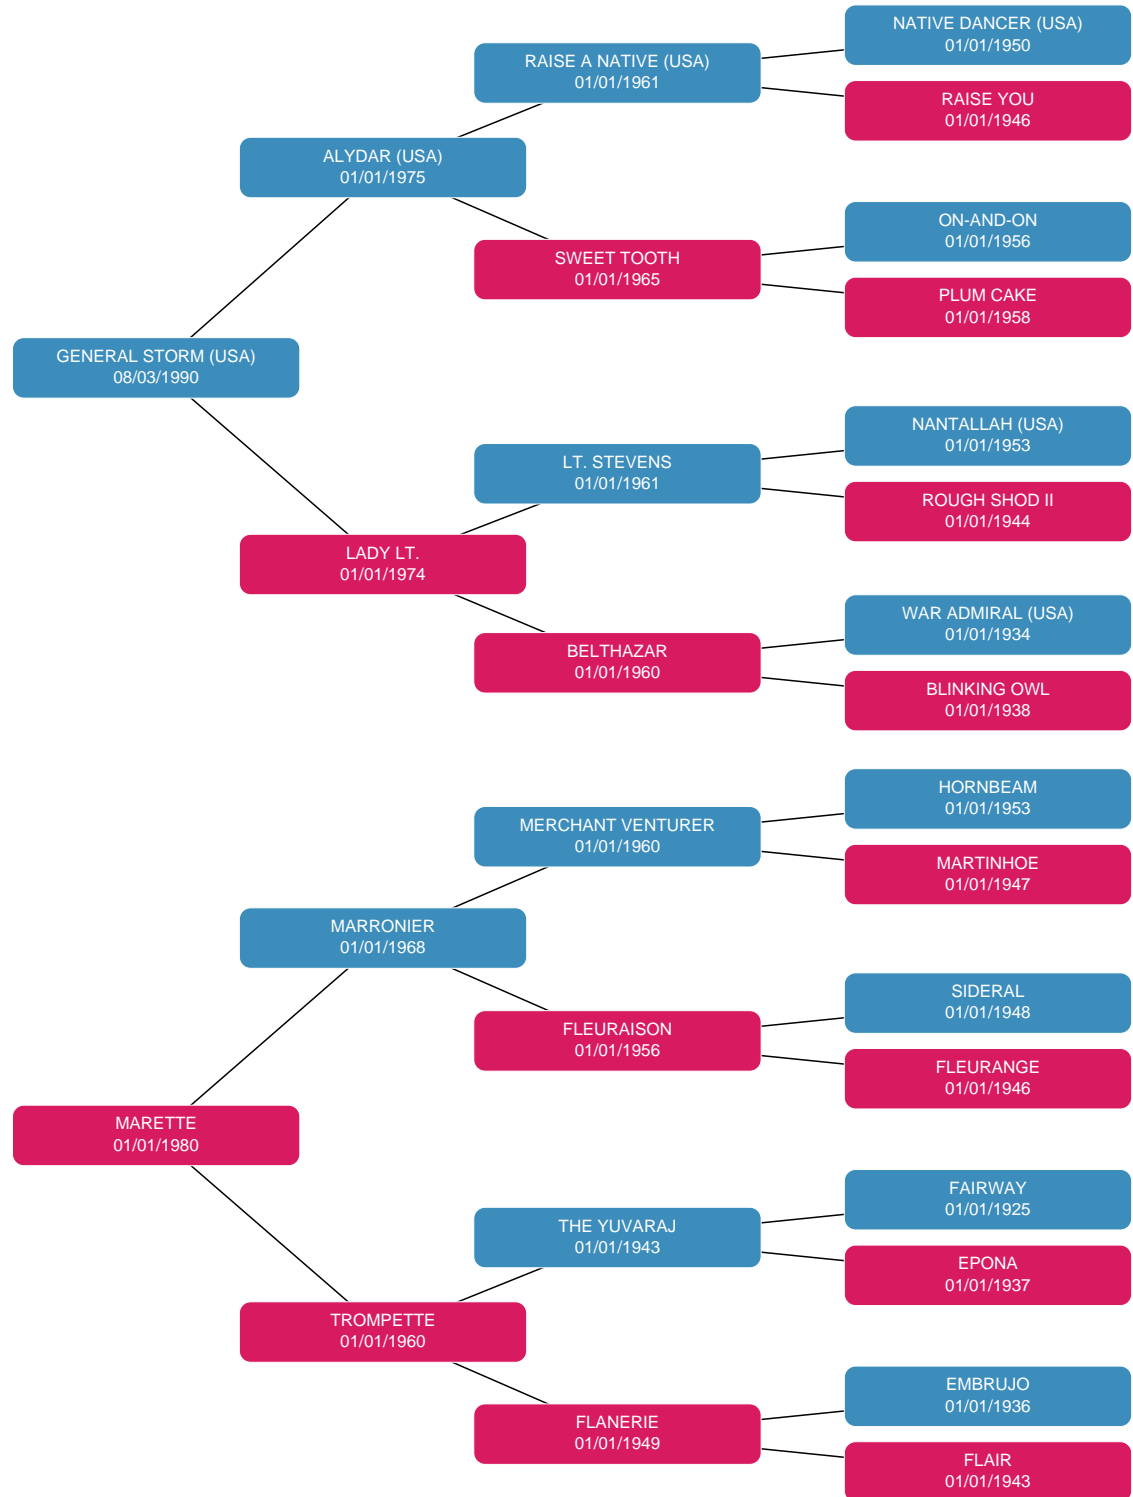 NATIVE DANCER (USA)
01/01/1950
RAISE A NATIVE (USA)
01/01/1961
RAISE YOU
01/01/1946
ALYDAR (USA)
01/01/1975
ON-AND-ON
01/01/1956
SWEET TOOTH
01/01/1965
PLUM CAKE
01/01/1958
GENERAL STORM (USA)
08/03/1990
NANTALLAH (USA)
01/01/1953
LT. STEVENS
01/01/1961
ROUGH SHOD II
01/01/1944
LADY LT.
01/01/1974
WAR ADMIRAL (USA)
01/01/1934
BELTHAZAR
01/01/1960
BLINKING OWL
01/01/1938
HORNBEAM
01/01/1953
MERCHANT VENTURER
01/01/1960
MARTINHOE
01/01/1947
MARRONIER
01/01/1968
SIDERAL
01/01/1948
FLEURAISON
01/01/1956
FLEURANGE
01/01/1946
MARETTE
01/01/1980
FAIRWAY
01/01/1925
THE YUVARAJ
01/01/1943
EPONA
01/01/1937
TROMPETTE
01/01/1960
EMBRUJO
01/01/1936
FLANERIE
01/01/1949
FLAIR
01/01/1943